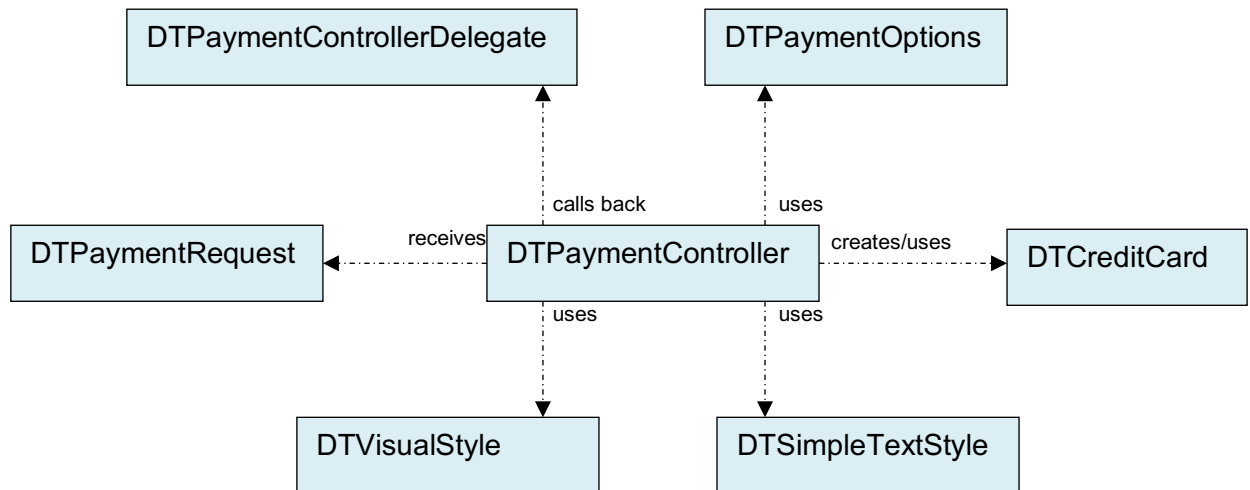 DTPaymentControllerDelegate
DTPaymentOptions
calls back
uses
DTPaymentRequest
receives
DTPaymentController
creates/uses
DTCreditCard
uses
uses
DTVisualStyle
DTSimpleTextStyle